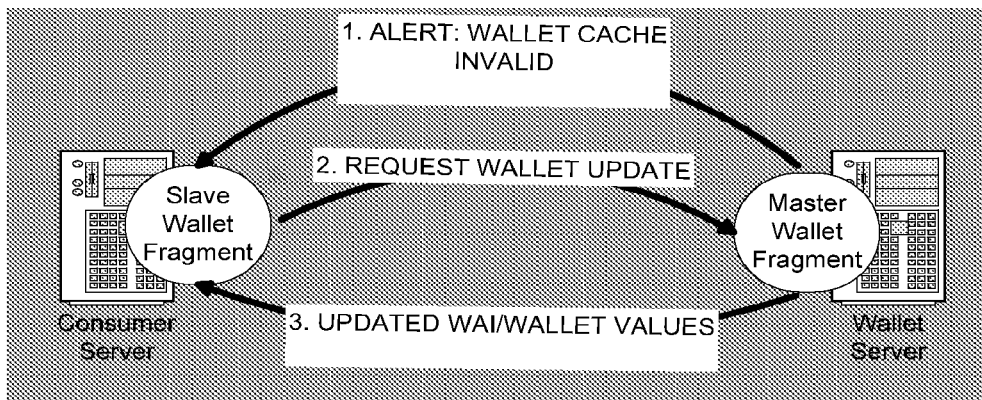 1. ALERT: WALLET CACHE
INVALID
2. REQUEST WALLET UPDATE
Slave
Wallet
Fragment
Master
Wallet
Fragment
3. UPDATED WAI/WALLET VALUES
Consumer
Server
Wallet
Server